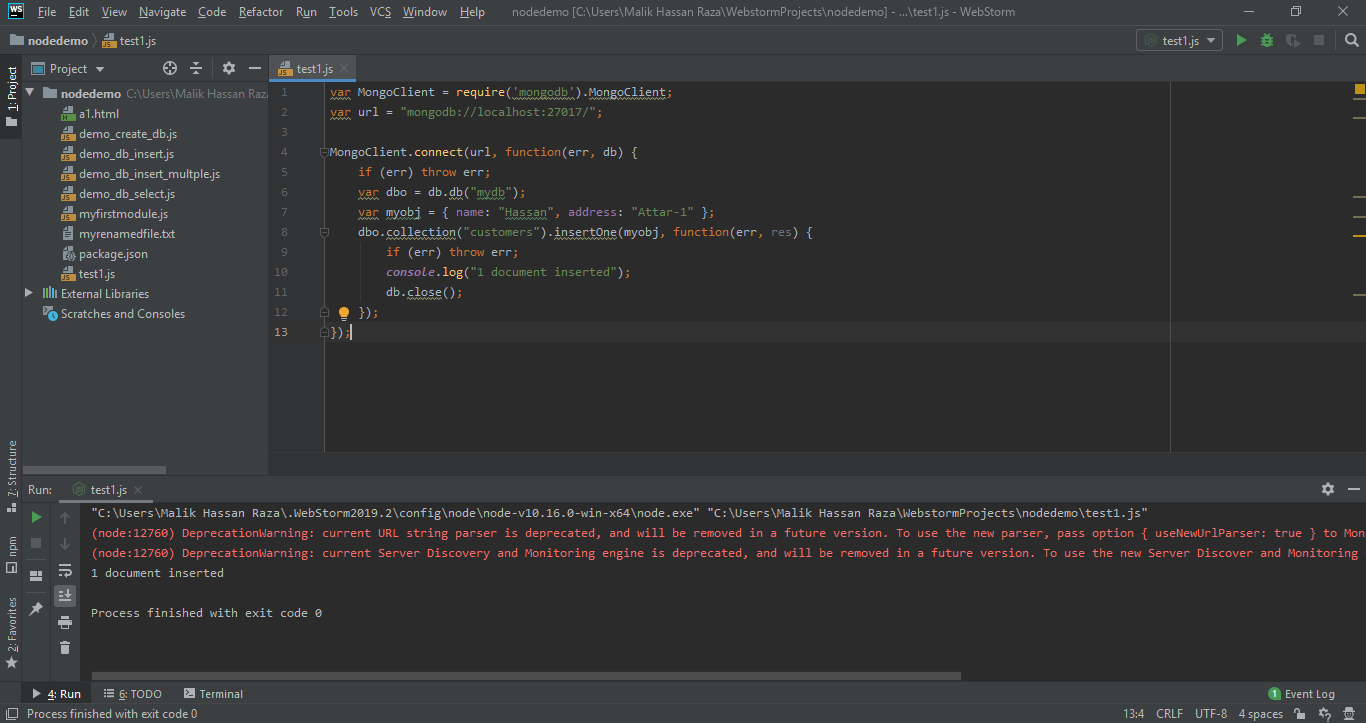 WS File Edit View Navigate Code Refactor Run Tools VCS Window Help nodedemo [C:\Users\Malik Hassan Raza\WebstormProjects\nodedemo] - ...\test1.js - WebStorm
nodedemo test1.js test1.js
1: Project
Project test1.js
nodedemo C:\Users\Malik Hassan Raza
a1.html
demo_create_db.js
demo_db_insert.js
demo_db_insert_multple.js
demo_db_select.js
myfirstmodule.js
myrenamedfile.txt
package.json
test1.js
External Libraries
Scratches and Consoles
1 var MongoClient = require('mongodb').MongoClient;
2 var url = "mongodb://localhost:27017/";
3
4 MongoClient.connect(url, function(err, db) {
5 if (err) throw err;
6 var dbo = db.db("mydb");
7 var myobj = { name: "Hassan", address: "Attar-1" };
8 dbo.collection("customers").insertOne(myobj, function(err, res) {
9 if (err) throw err;
10 console.log("1 document inserted");
11 db.close();
12 });
13 });
7: Structure
npm
2: Favorites
Run: test1.js
"C:\Users\Malik Hassan Raza\.WebStorm2019.2\config\node\node-v10.16.0-win-x64\node.exe" "C:\Users\Malik Hassan Raza\WebstormProjects\nodedemo\test1.js"
(node:12760) DeprecationWarning: current URL string parser is deprecated, and will be removed in a future version. To use the new parser, pass option { useNewUrlParser: true } to Mon
(node:12760) DeprecationWarning: current Server Discovery and Monitoring engine is deprecated, and will be removed in a future version. To use the new Server Discover and Monitoring
1 document inserted
Process finished with exit code 0
4: Run 6: TODO Terminal 1 Event Log
Process finished with exit code 0 13:4 CRLF UTF-8 4 spaces